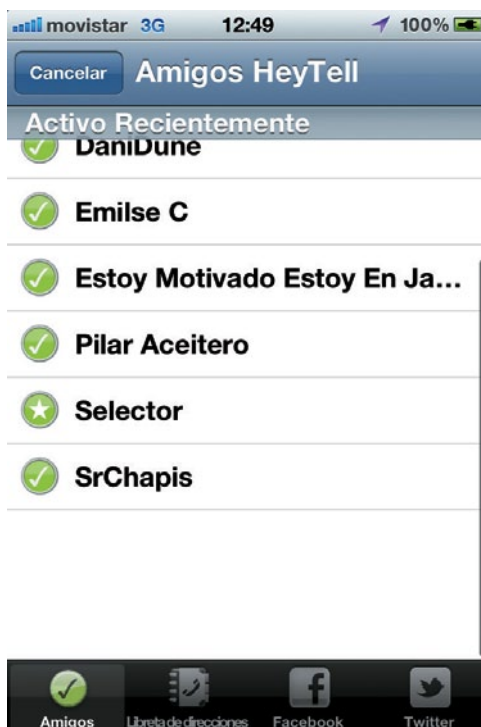 movistar 3G 12:49 100%
Cancelar Amigos HeyTell
Activo Recientemente
DaniDune
Emilse C
Estoy Motivado Estoy En Ja...
Pilar Aceitero
Selector
SrChapis
Amigos Libreta de direcciones Facebook Twitter